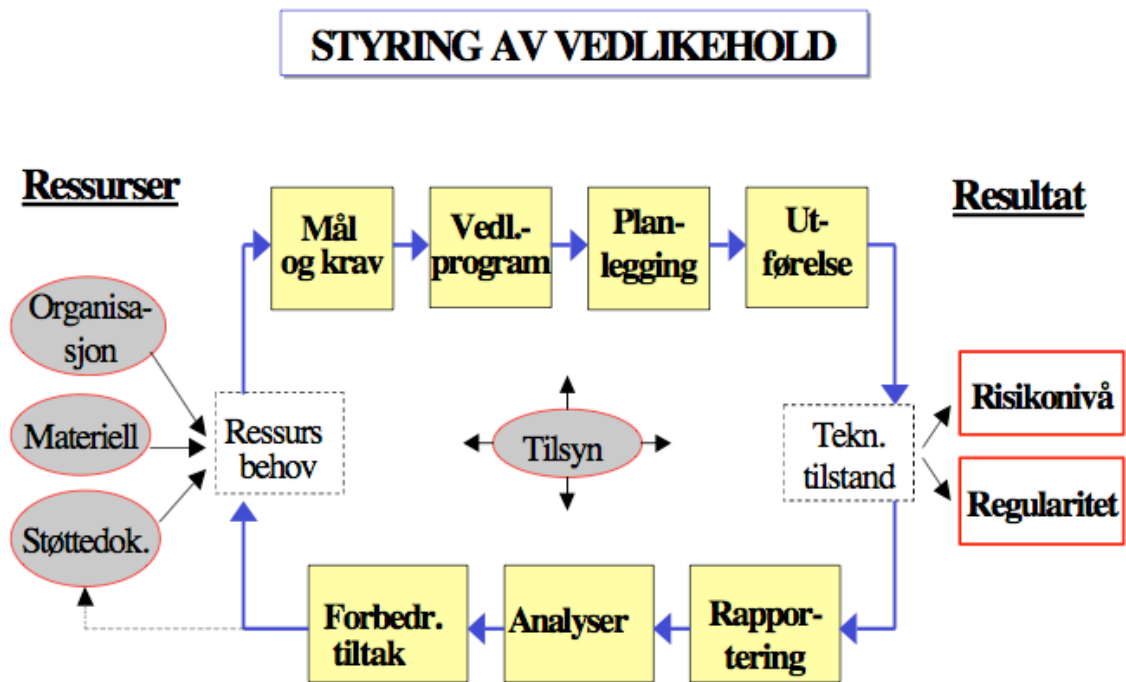 STYRING AV VEDLIKEHOLD
Ressurser
Resultat
Mål
og krav
Vedl.-
program
Plan-
legging
Ut-
førelse
Organisa-
sjon
Materiell
Støttedok.
Ressurs
behov
Tilsyn
Tekn.
tilstand
Risikonivå
Regularitet
Forbedr.
tiltak
Analyser
Rappor-
tering